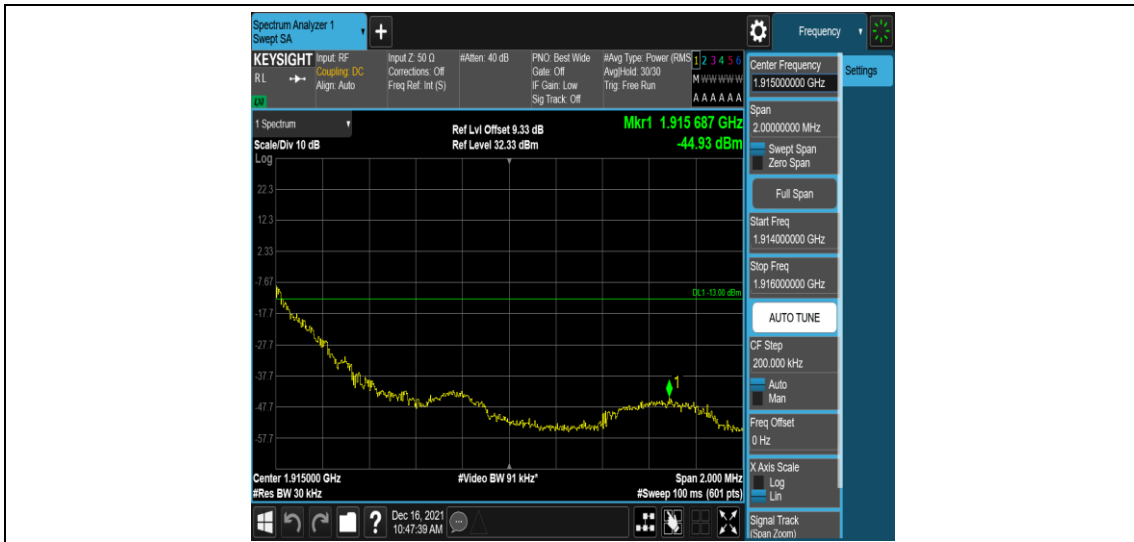 Spectrum Analyzer 1
Swept SA
+
Frequency
KEYSIGHT
RL
LXI
Input: RF
Coupling: DC
Align: Auto
Input Z: 50 Ω
Corrections: Off
Freq Ref: Int (S)
#Atten: 40 dB
PNO: Best Wide
Gate: Off
IF Gain: Low
Sig Track: Off
#Avg Type: Power (RMS
Avg|Hold: 30/30
Trig: Free Run
1 2 3 4 5 6
M W W W W W
A A A A A A
1 Spectrum
Scale/Div 10 dB
Log
Ref Lvl Offset 9.33 dB
Ref Level 32.33 dBm
Mkr1 1.915 687 GHz
-44.93 dBm
22.3
12.3
2.33
-7.67
-17.7
-27.7
-37.7
-47.7
-57.7
DL1 -13.00 dBm
1
Center 1.915000 GHz
#Res BW 30 kHz
#Video BW 91 kHz*
Span 2.000 MHz
#Sweep 100 ms (601 pts)
Center Frequency
1.915000000 GHz
Settings
Span
2.00000000 MHz
Swept Span
Zero Span
Full Span
Start Freq
1.914000000 GHz
Stop Freq
1.916000000 GHz
AUTO TUNE
CF Step
200.000 kHz
Auto
Man
Freq Offset
0 Hz
X Axis Scale
Log
Lin
Signal Track
(Span Zoom)
?
Dec 16, 2021
10:47:39 AM